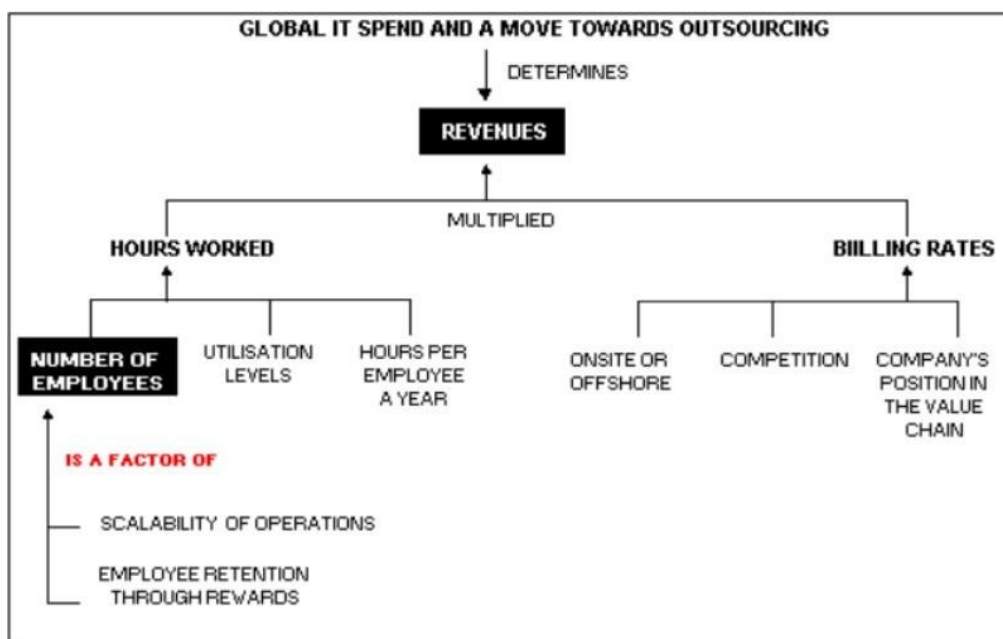 GLOBAL IT SPEND AND A MOVE TOWARDS OUTSOURCING
DETERMINES
REVENUES
MULTIPLIED
HOURS WORKED
BIILLING RATES
NUMBER OF
EMPLOYEES
UTILISATION
LEVELS
HOURS PER
EMPLOYEE
A YEAR
ONSITE OR
OFFSHORE
COMPETITION
COMPANY'S
POSITION IN
THE VALUE
CHAIN
IS A FACTOR OF
SCALABILITY OF OPERATIONS
EMPLOYEE RETENTION
THROUGH REWARDS